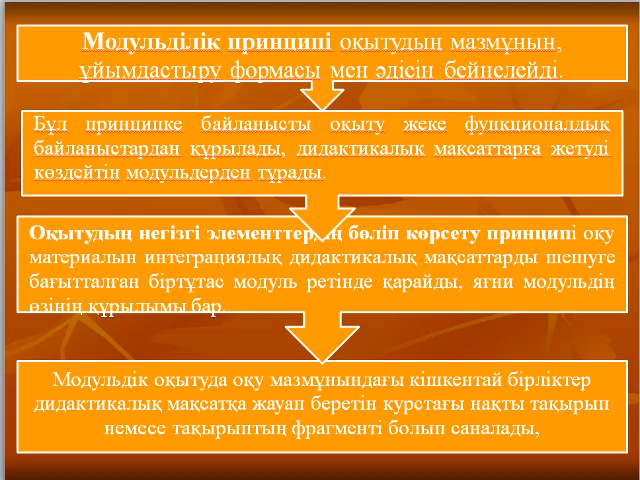 Модульділік принципі оқытудың мазмұнын,
ұйымдастыру формасы мен әдісін бейнелейді.
Бұл принципке байланысты оқыту жеке функционалдық
байланыстардан құрылады, дидактикалық мақсаттарға жетуді
көздейтін модульдерден тұрады.
Оқытудың негізгі элементтердің бөліп көрсету принципі оқу
материалын интеграциялық дидактикалық мақсаттарды шешуге
бағытталған біртұтас модуль ретінде қарайды, яғни модульдің
өзінің құрылымы бар.
Модульдік оқытуда оқу мазмұнындағы кішкентай бірліктер
дидактикалық мақсатқа жауап беретін курстағы нақты тақырып
немесе тақырыптың фрагменті болып саналады,